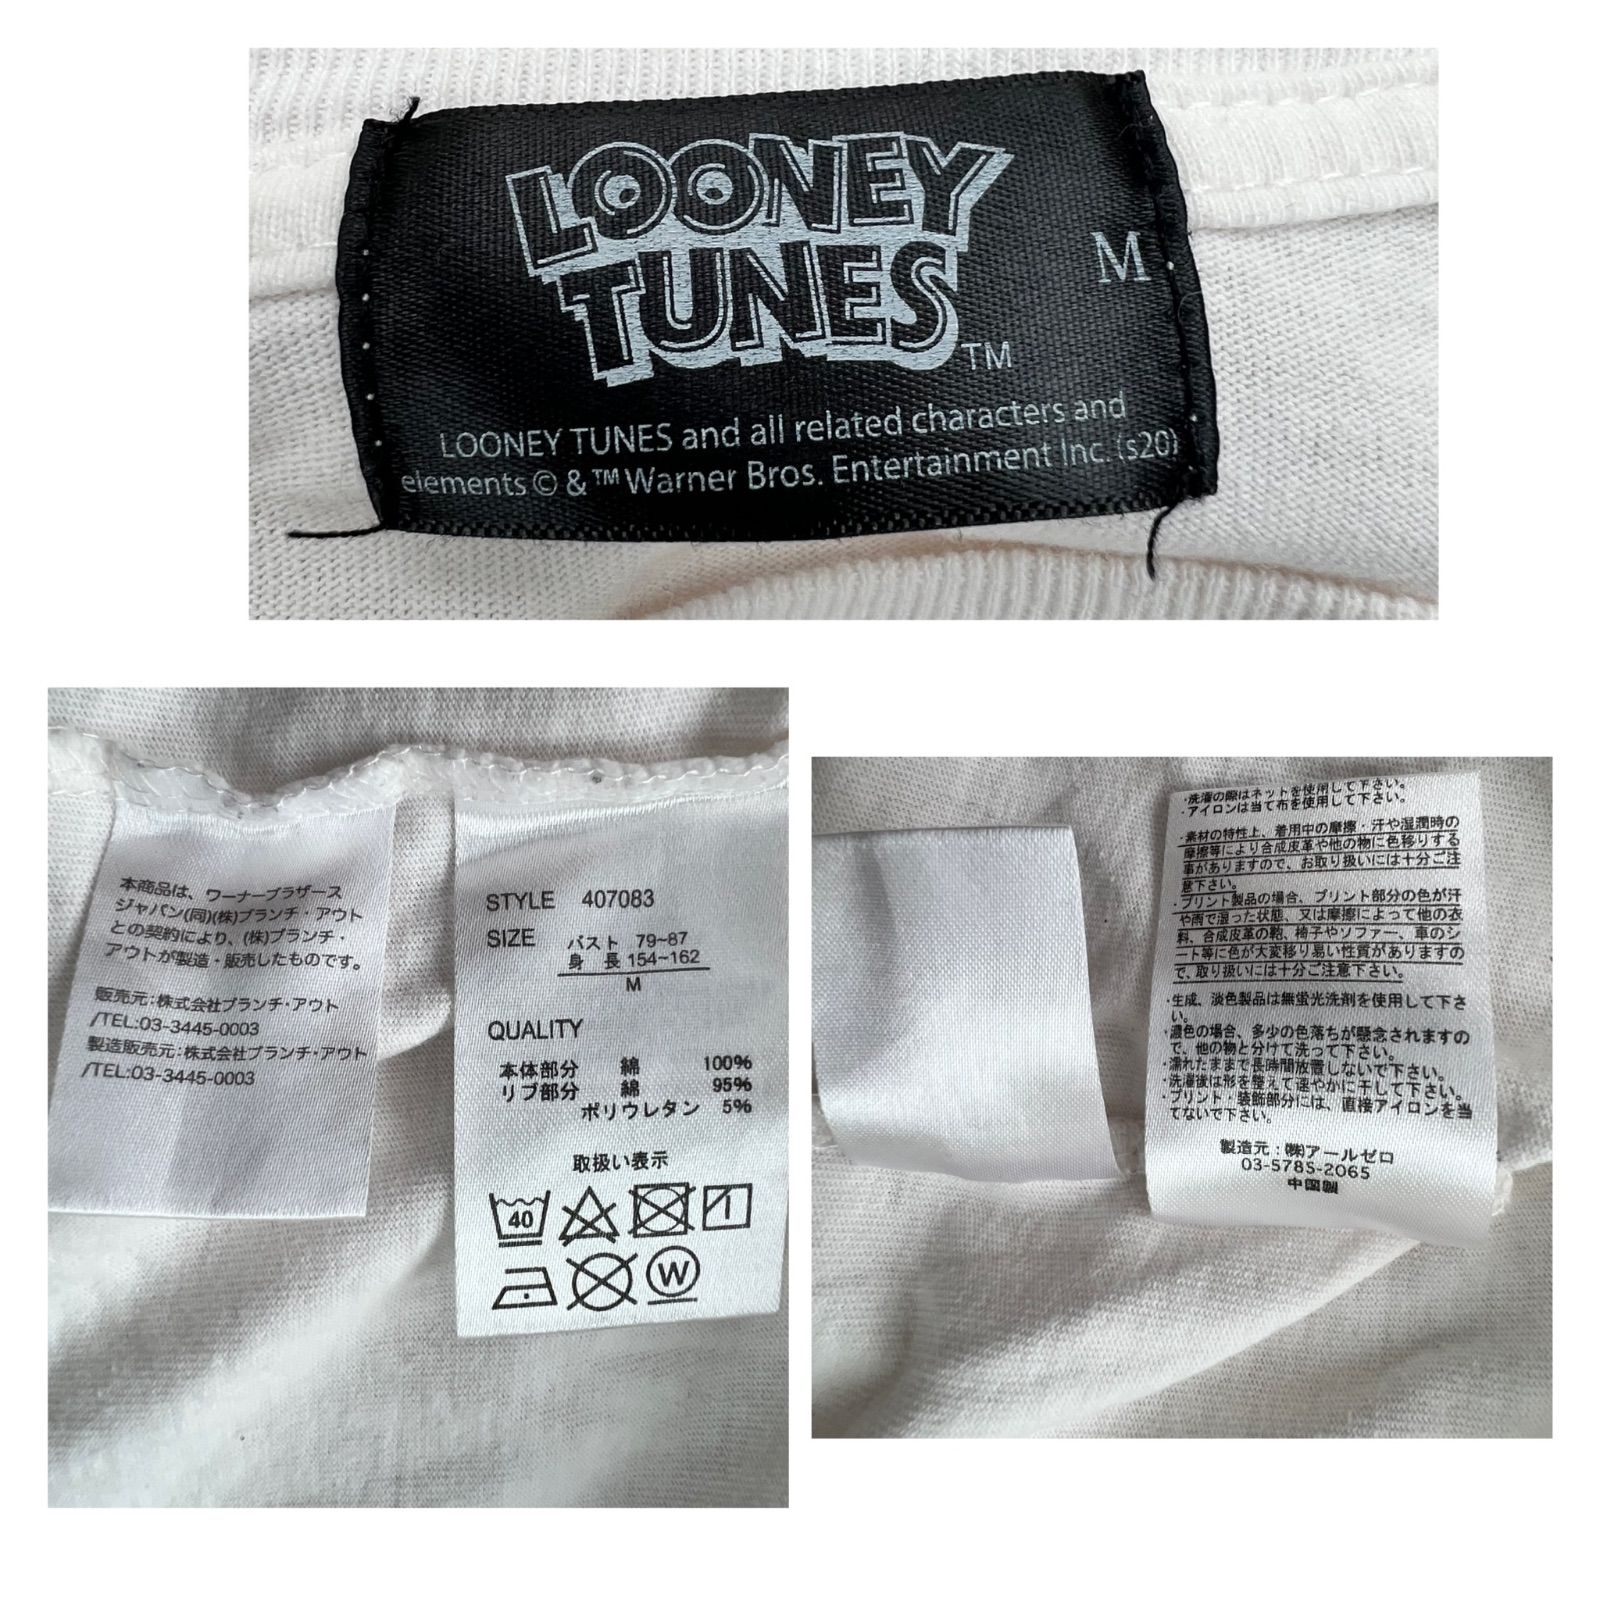 LOONEY
TUNES
TM
M
LOONEY TUNES and all related characters and
elements © & ™ Warner Bros. Entertainment Inc. (s20)
本商品は、ワーナーブラザース
ジャパン(同)(株)ブランチ・アウト
との契約により、(株)ブランチ・
アウトが製造・販売したものです。
販売元:株式会社ブランチ・アウト
/TEL:03-3445-0003
製造販売元:株式会社ブランチ・アウト
/TEL:03-3445-0003
STYLE 407083
SIZE バスト 79~87
身 長 154~162
M
QUALITY
本体部分 綿 100%
リブ部分 綿 95%
ポリウレタン 5%
取扱い表示
40
W
・洗濯の際はネットを使用して下さい。
・アイロンは当て布を使用して下さい。
・素材の特性上、着用中の摩擦・汗や湿潤時の
摩擦等により合成皮革や他の物に色移りする
事がありますので、お取り扱いには十分ご注
意下さい。
・プリント製品の場合、プリント部分の色が汗
や雨で湿った状態、又は摩擦によって他の衣
料、合成皮革の鞄、椅子やソファー、車のシ
ート等に色が大変移り易い性質がありますの
で、取り扱いには十分ご注意下さい。
・生成、淡色製品は無蛍光洗剤を使用して下さ
い。
・濃色の場合、多少の色落ちが懸念されますの
で、他の物と分けて洗って下さい。
・濡れたままで長時間放置しないで下さい。
・洗濯後は形を整えて速やかに干して下さい。
・プリント・装飾部分には、直接アイロンを当
てないで下さい。
製造元:㈱アールゼロ
03-5785-2065
中国製